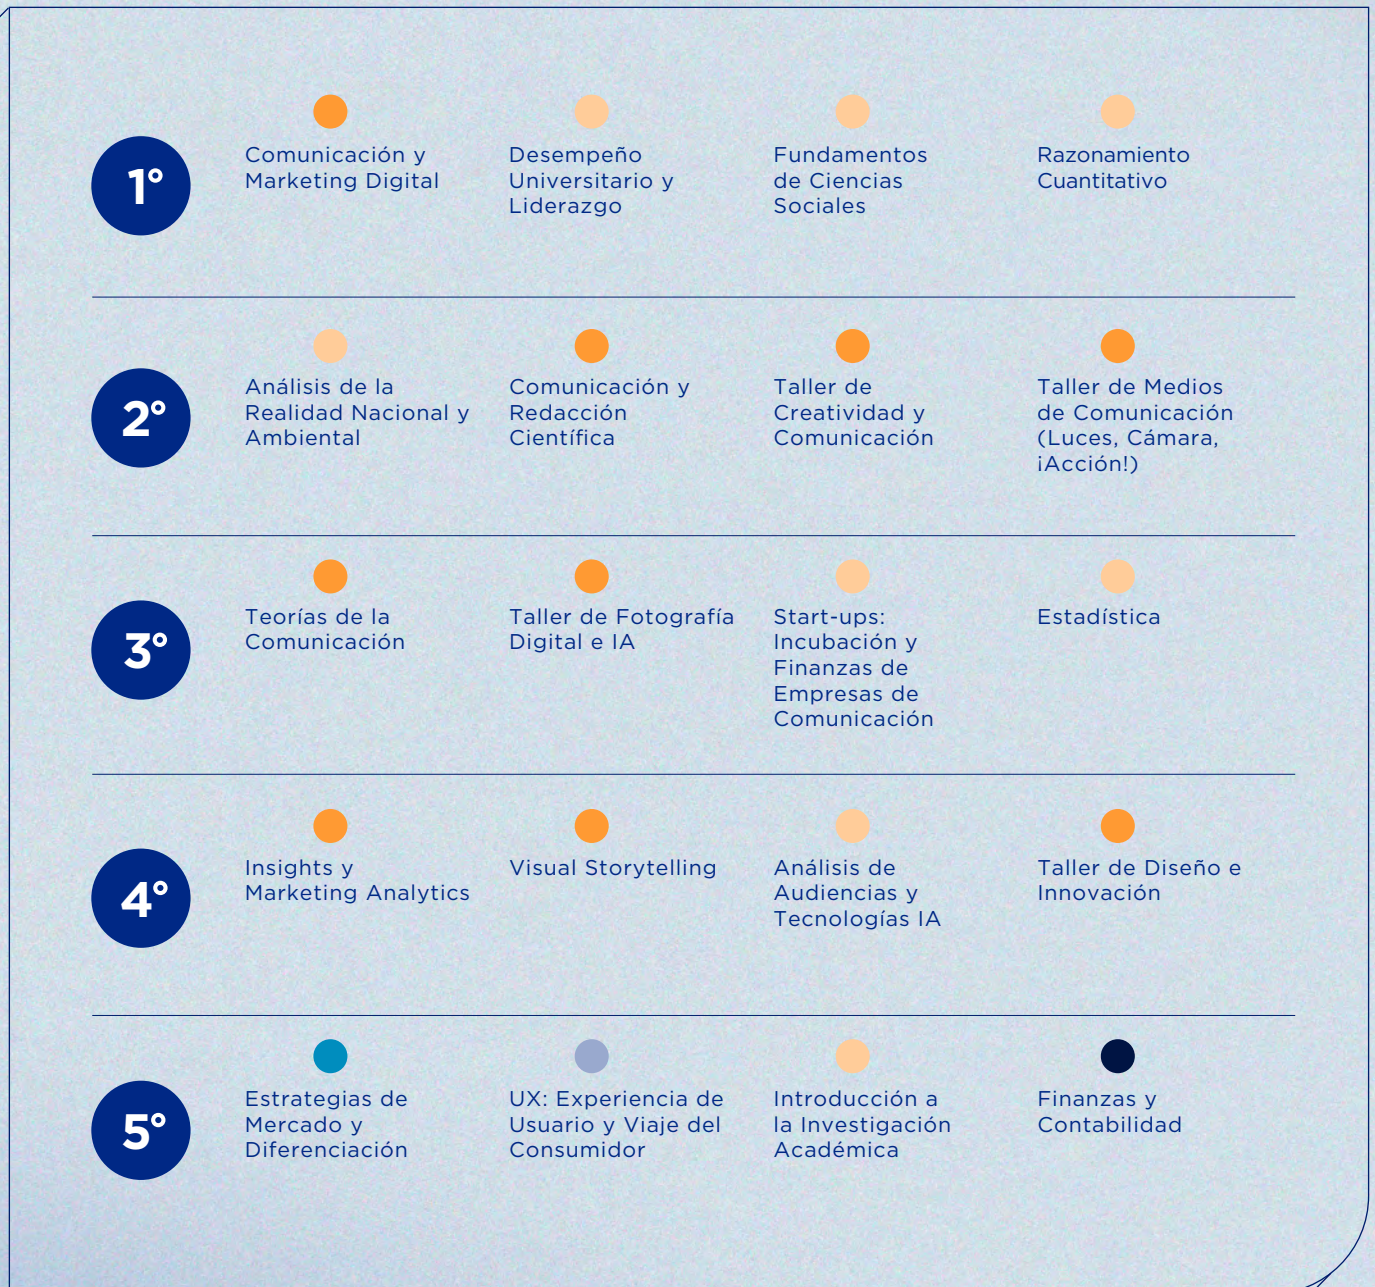 1°
Comunicación y
Marketing Digital
Desempeño
Universitario y
Liderazgo
Fundamentos
de Ciencias
Sociales
Razonamiento
Cuantitativo
2°
Análisis de la
Realidad Nacional y
Ambiental
Comunicación y
Redacción
Científica
Taller de
Creatividad y
Comunicación
Taller de Medios
de Comunicación
(Luces, Cámara,
¡Acción!)
3°
Teorías de la
Comunicación
Taller de Fotografía
Digital e IA
Start-ups:
Incubación y
Finanzas de
Empresas de
Comunicación
Estadística
4°
Insights y
Marketing Analytics
Visual Storytelling
Análisis de
Audiencias y
Tecnologías IA
Taller de Diseño e
Innovación
5°
Estrategias de
Mercado y
Diferenciación
UX: Experiencia de
Usuario y Viaje del
Consumidor
Introducción a
la Investigación
Académica
Finanzas y
Contabilidad